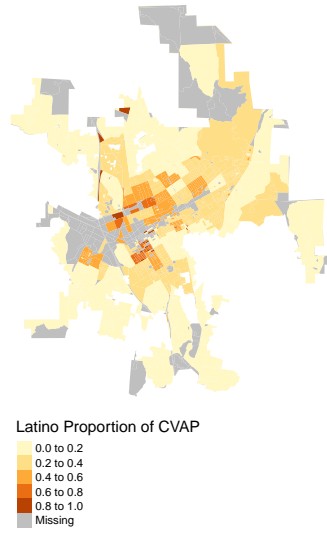 Latino Proportion of CVAP
0.0 to 0.2
0.2 to 0.4
0.4 to 0.6
0.6 to 0.8
0.8 to 1.0
Missing